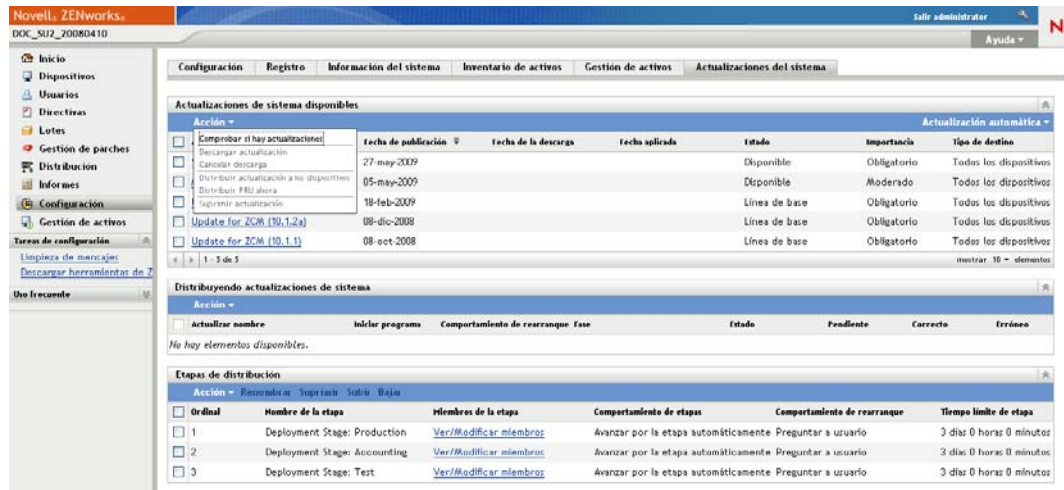 Novell® ZENworks®
Salir administrator
DOC_SU2_20080410
Ayuda
N
Inicio
Dispositivos
Usuarios
Directivas
Lotes
Gestión de parches
Distribución
Informes
Configuración
Gestión de activos
Tareas de configuración
Limpieza de mensajes
Descargar herramientas de Z
Uso frecuente
Configuración Registro Información del sistema Inventario de activos Gestión de activos Actualizaciones del sistema
Actualizaciones de sistema disponibles
Acción Actualización automática
Comprobar si hay actualizaciones
Descargar actualización
Cancelar descarga
Distribuir actualización a los dispositivos
Distribuir PRU ahora
Suprimir actualización
Fecha de publicación Fecha de la descarga Fecha aplicada Estado Importancia Tipo de destino
27-may-2009 Disponible Obligatorio Todos los dispositivos
05-may-2009 Disponible Moderado Todos los dispositivos
18-feb-2009 Línea de base Obligatorio Todos los dispositivos
Update for ZCM (10.1.2a) 08-dic-2008 Línea de base Obligatorio Todos los dispositivos
Update for ZCM (10.1.1) 08-oct-2008 Línea de base Obligatorio Todos los dispositivos
1 - 5 de 5 mostrar 10 elementos
Distribuyendo actualizaciones de sistema
Acción
Actualizar nombre Iniciar programa Comportamiento de rearranque Fase Estado Pendiente Correcto Erróneo
No hay elementos disponibles.
Etapas de distribución
Acción Renombrar Suprimir Subir Bajar
Ordinal Nombre de la etapa Miembros de la etapa Comportamiento de etapas Comportamiento de rearranque Tiempo límite de etapa
1 Deployment Stage: Production Ver/Modificar miembros Avanzar por la etapa automáticamente Preguntar a usuario 3 días 0 horas 0 minutos
2 Deployment Stage: Accounting Ver/Modificar miembros Avanzar por la etapa automáticamente Preguntar a usuario 3 días 0 horas 0 minutos
3 Deployment Stage: Test Ver/Modificar miembros Avanzar por la etapa automáticamente Preguntar a usuario 3 días 0 horas 0 minutos